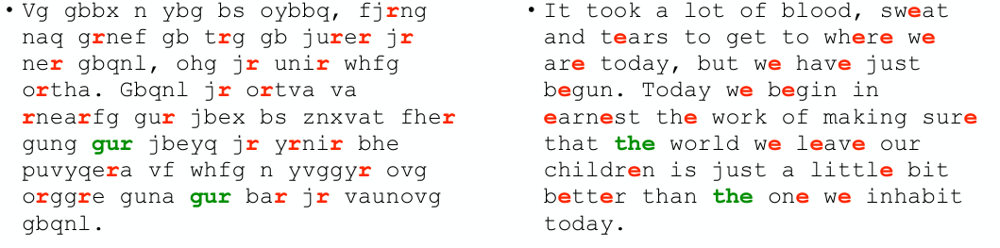 • Vg gbbx n ybg bs oybbq, fjrng
naq grnef gb trg gb jurer jr
ner gbqnl, ohg jr unir whfg
ortha. Gbqnl jr ortva va
rnearfg gur jbex bs znxvat fher
gung gur jbeyq jr yrnir bhe
puvyqera vf whfg n yvggyr ovg
orggre guna gur bar jr vaunovg
gbqnl.
• It took a lot of blood, sweat
and tears to get to where we
are today, but we have just
begun. Today we begin in
earnest the work of making sure
that the world we leave our
children is just a little bit
better than the one we inhabit
today.